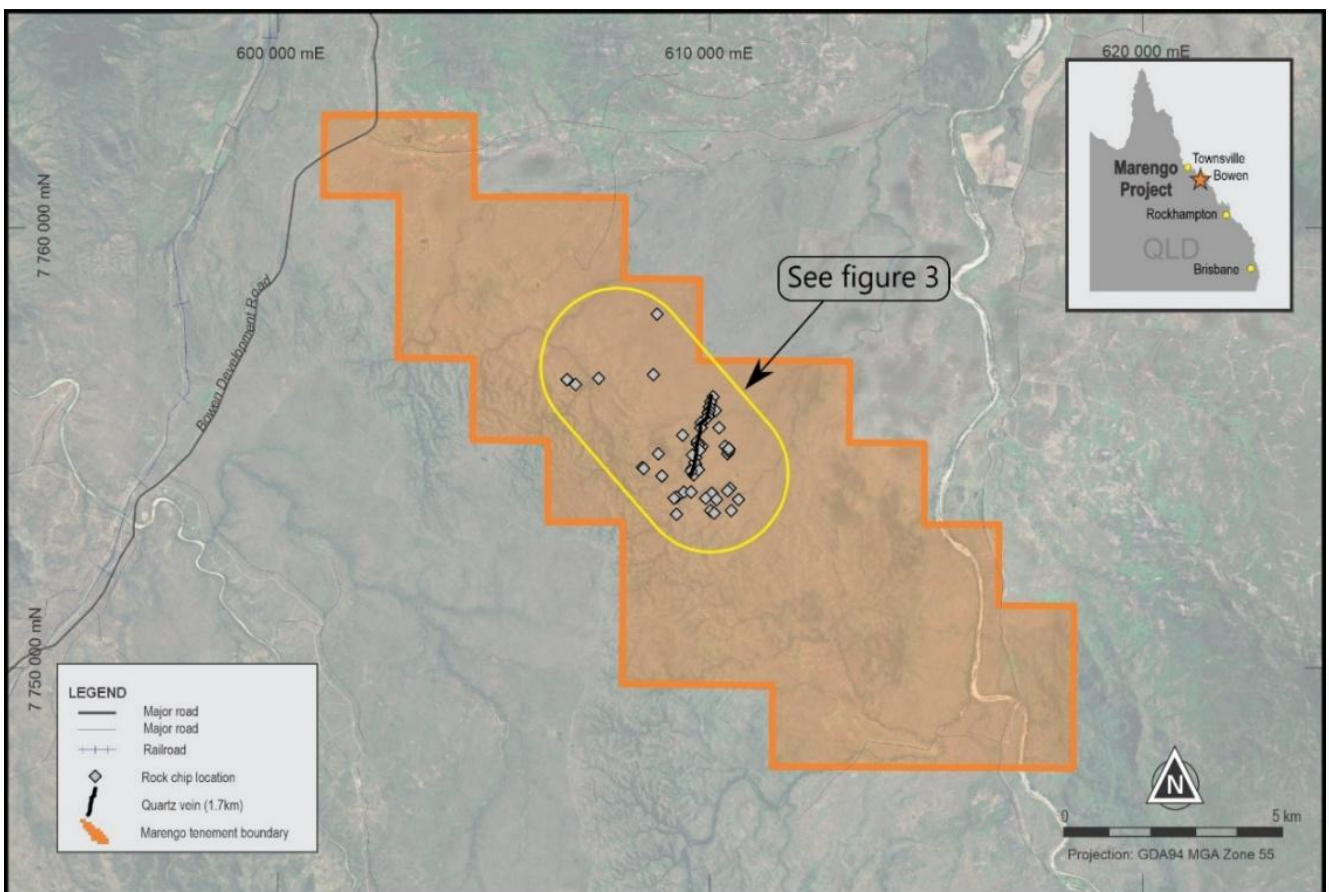 600 000 mE
610 000 mE
620 000 mE
7 760 000 mN
7 750 000 mN
Bowen Development Road
See figure 3
Townsville
Marengo
Project
Bowen
Rockhampton
QLD
Brisbane
LEGEND
Major road
Major road
Railroad
Rock chip location
Quartz vein (1.7km)
Marengo tenement boundary
N
0
5 km
Projection: GDA94 MGA Zone 55